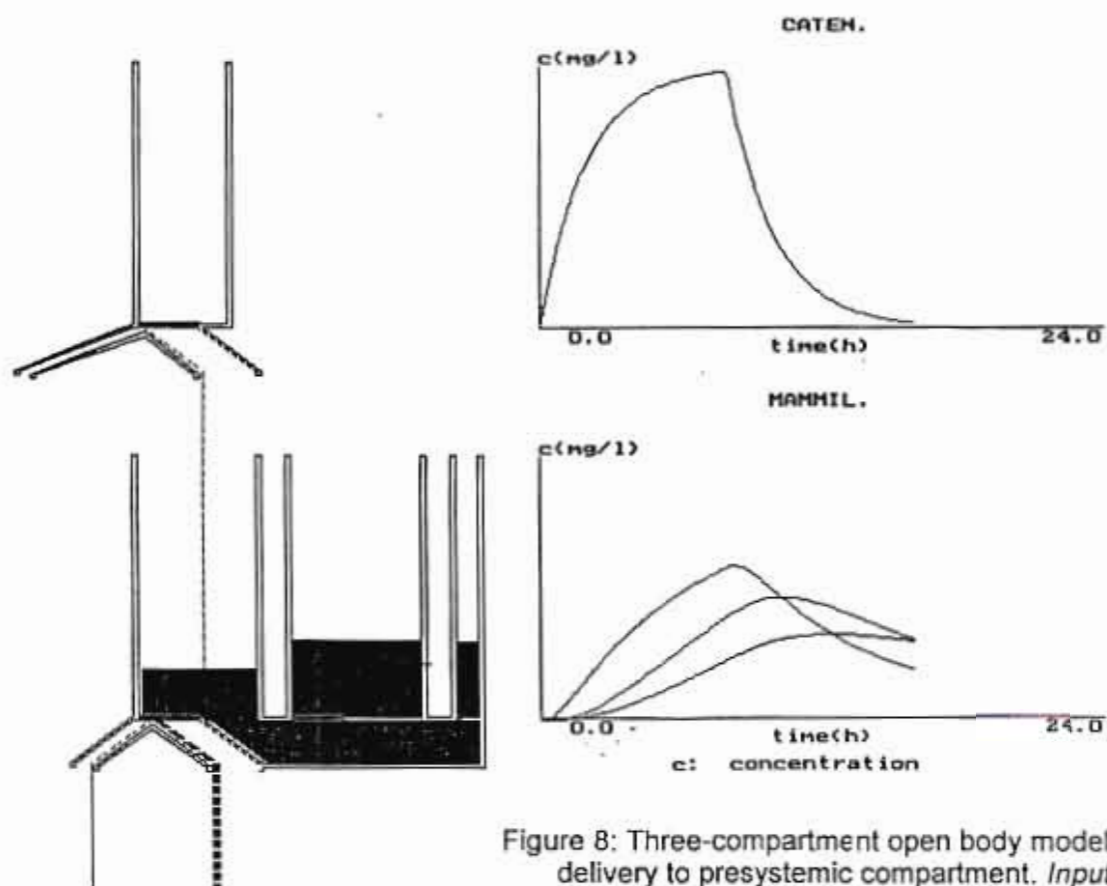 CATEN.
c(mg/l)
0.0
24.0
time(h)
MAMMIL.
c(mg/l)
0.0
24.0
time(h)
c: concentration
Figure 8: Three-compartment open body model
delivery to presystemic compartment. Input